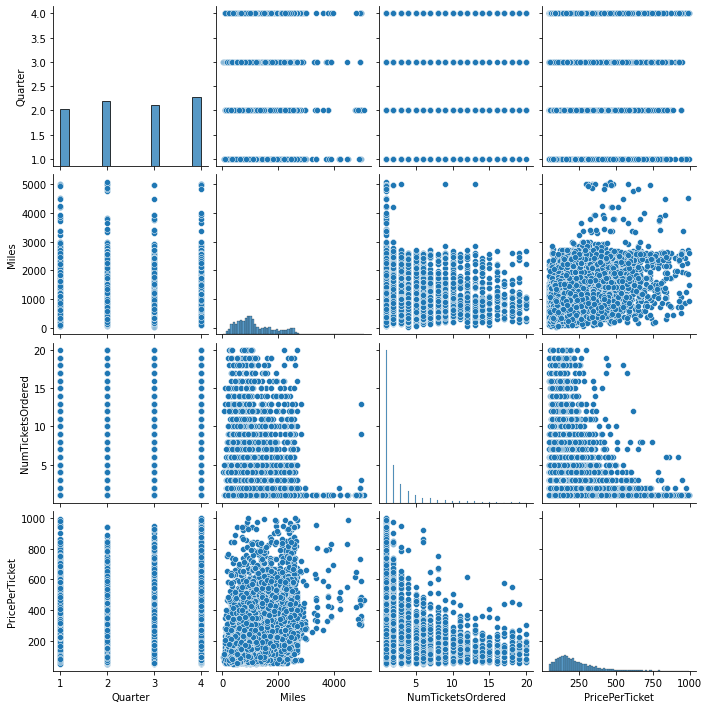 4.0
3.5
3.0
2.5
2.0
1.5
1.0
Quarter
5000
4000
3000
2000
1000
0
Miles
20
15
10
5
NumTicketsOrdered
1000
800
600
400
200
PricePerTicket
1 2 3 4
0 2000 4000
5 10 15 20
250 500 750 1000
Quarter Miles NumTicketsOrdered PricePerTicket